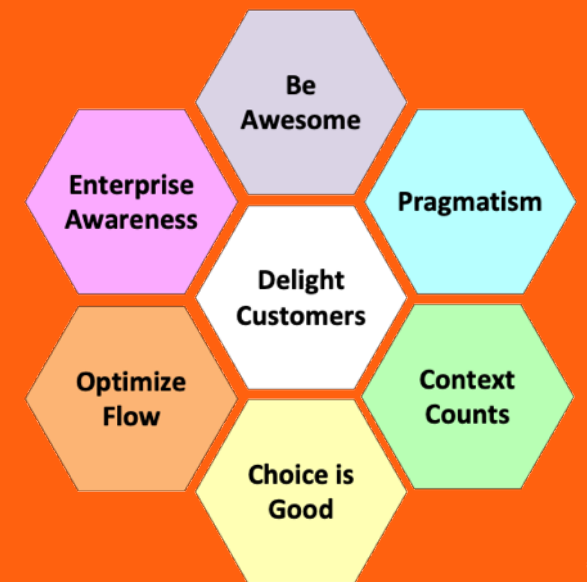 Be
Awesome
Enterprise
Awareness
Pragmatism
Delight
Customers
Optimize
Flow
Context
Counts
Choice is
Good